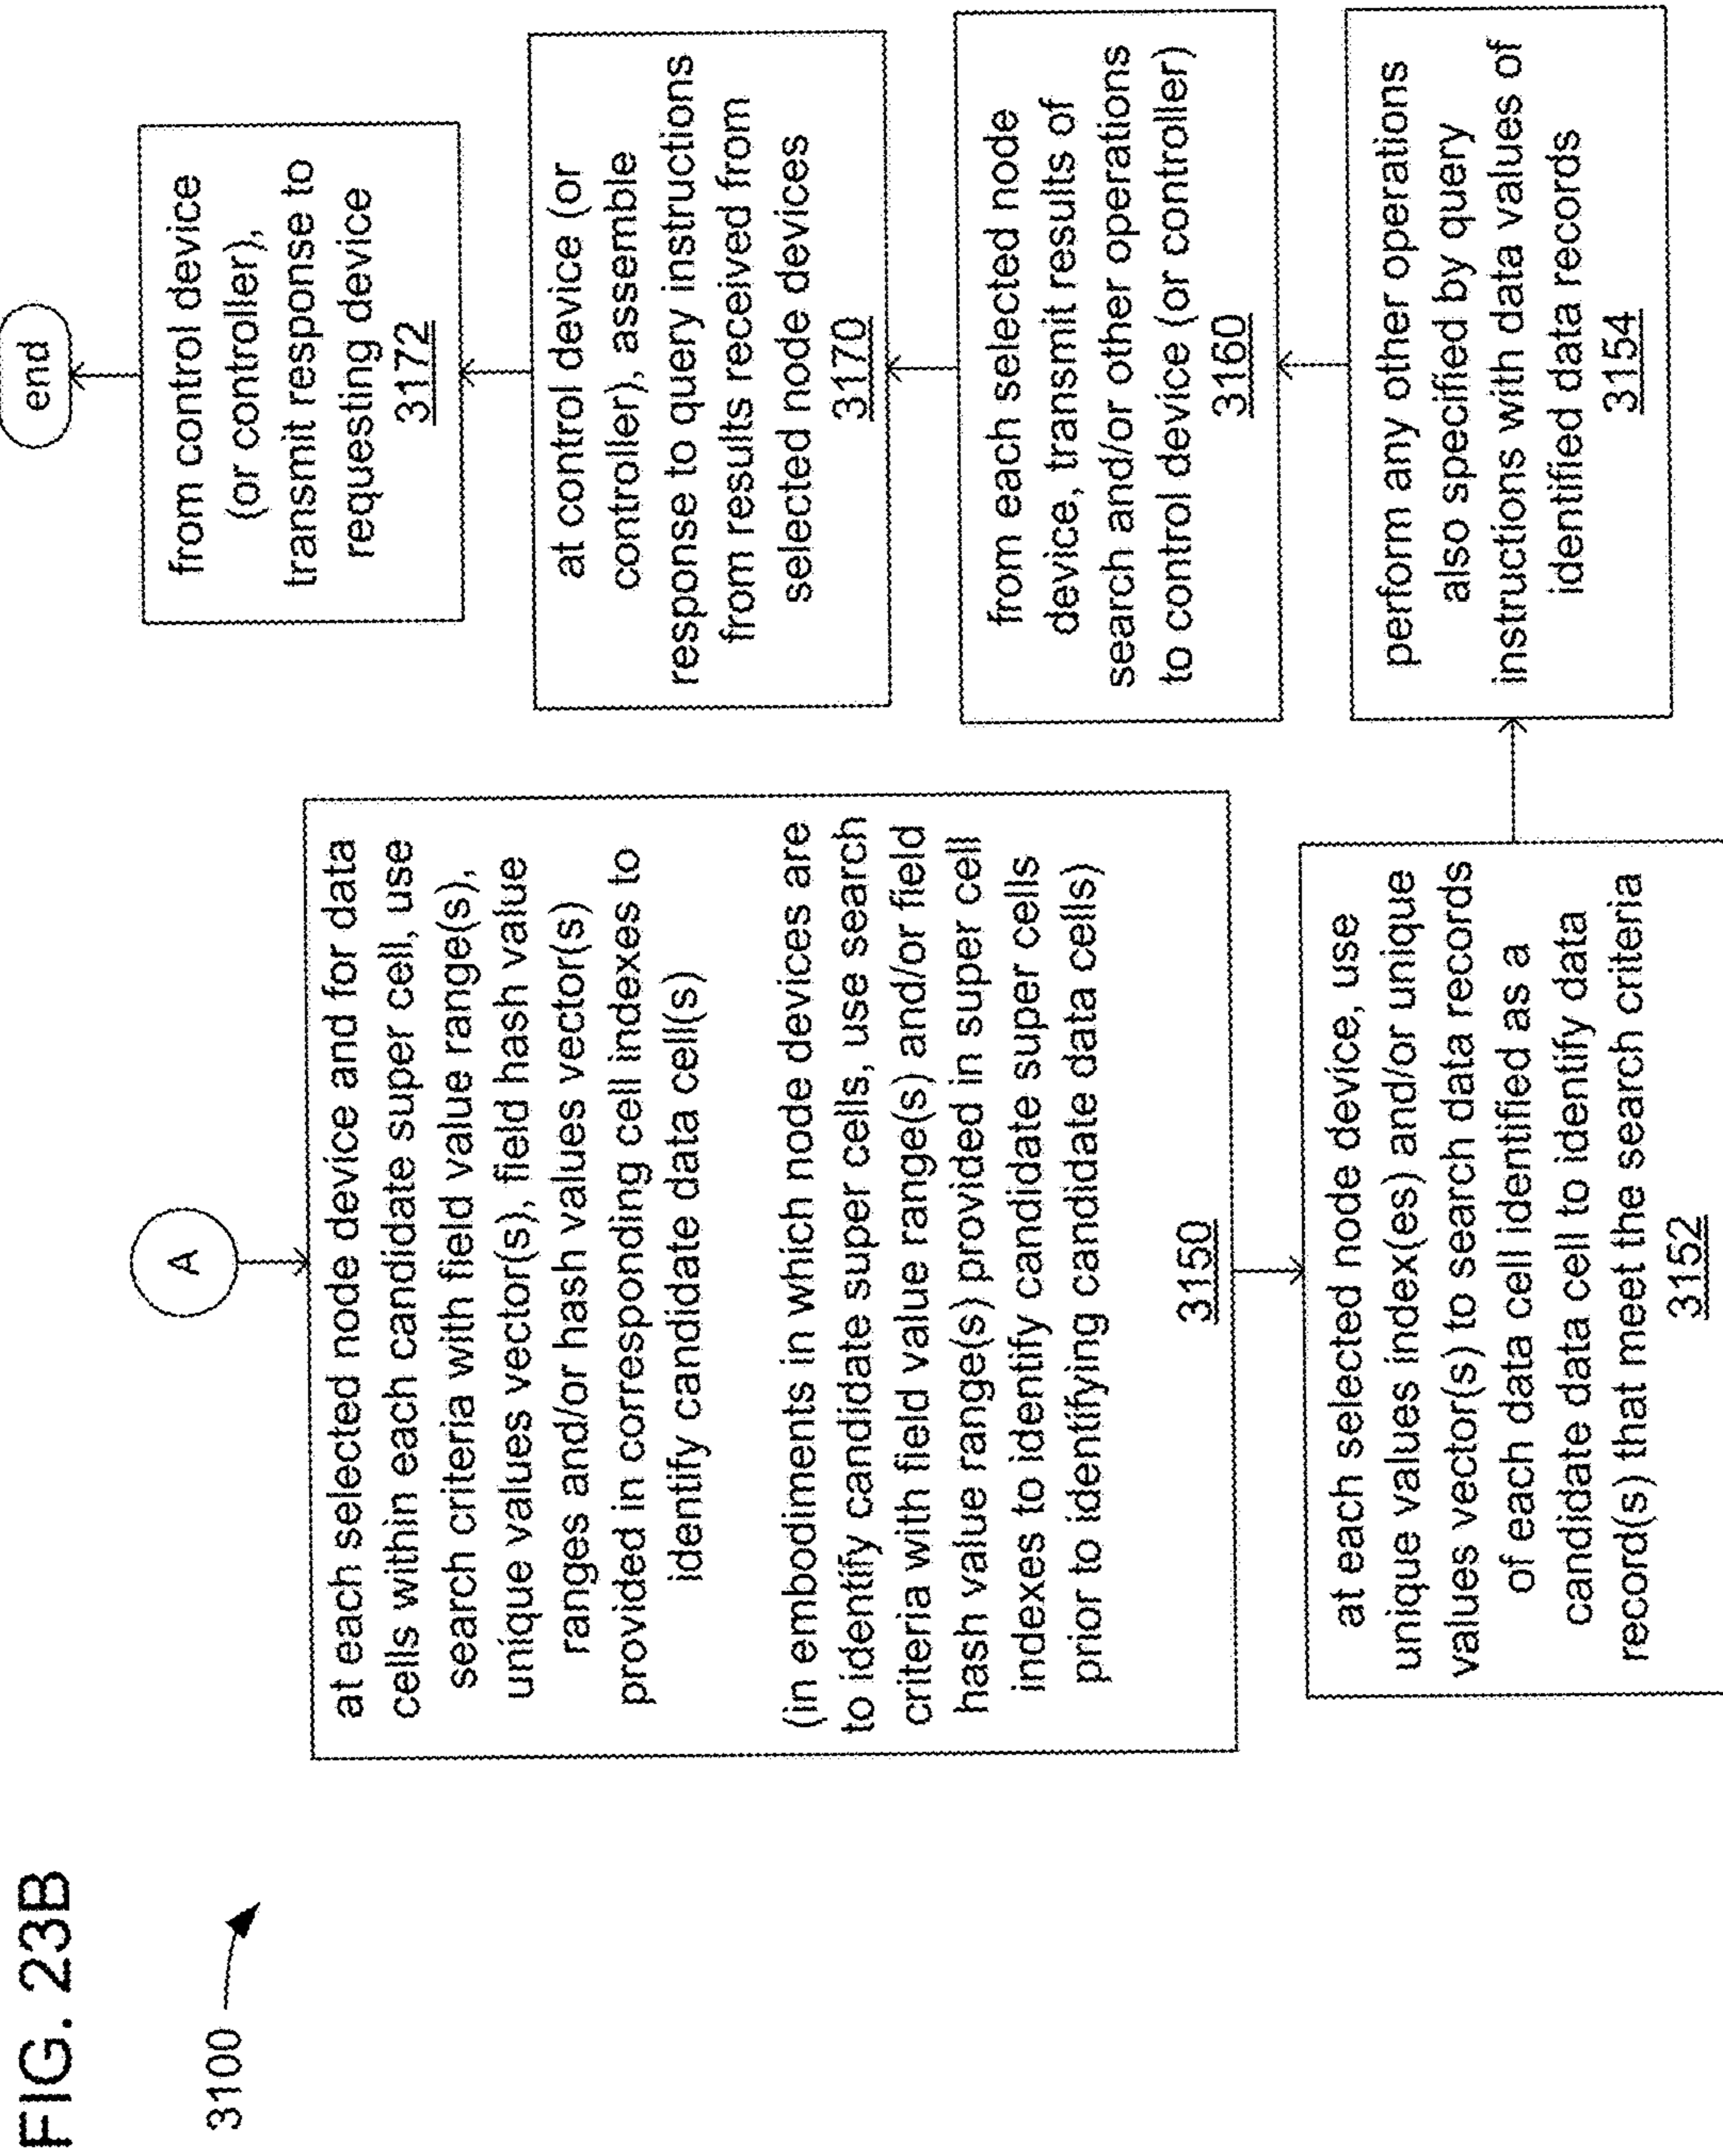 FIG. 23B
3100
A
at each selected node device and for data
cells within each candidate super cell, use
search criteria with field value range(s),
unique values vector(s), field hash value
ranges and/or hash values vector(s)
provided in corresponding cell indexes to
identify candidate data cell(s)
(in embodiments in which node devices are
to identify candidate super cells, use search
criteria with field value range(s) and/or field
hash value range(s) provided in super cell
indexes to identify candidate super cells
prior to identifying candidate data cells)
3150
at each selected node device, use
unique values index(es) and/or unique
values vector(s) to search data records
of each data cell identified as a
candidate data cell to identify data
record(s) that meet the search criteria
3152
perform any other operations
also specified by query
instructions with data values of
identified data records
3154
from each selected node
device, transmit results of
search and/or other operations
to control device (or controller)
3160
at control device (or
controller), assemble
response to query instructions
from results received from
selected node devices
3170
from control device
(or controller),
transmit response to
requesting device
3172
end